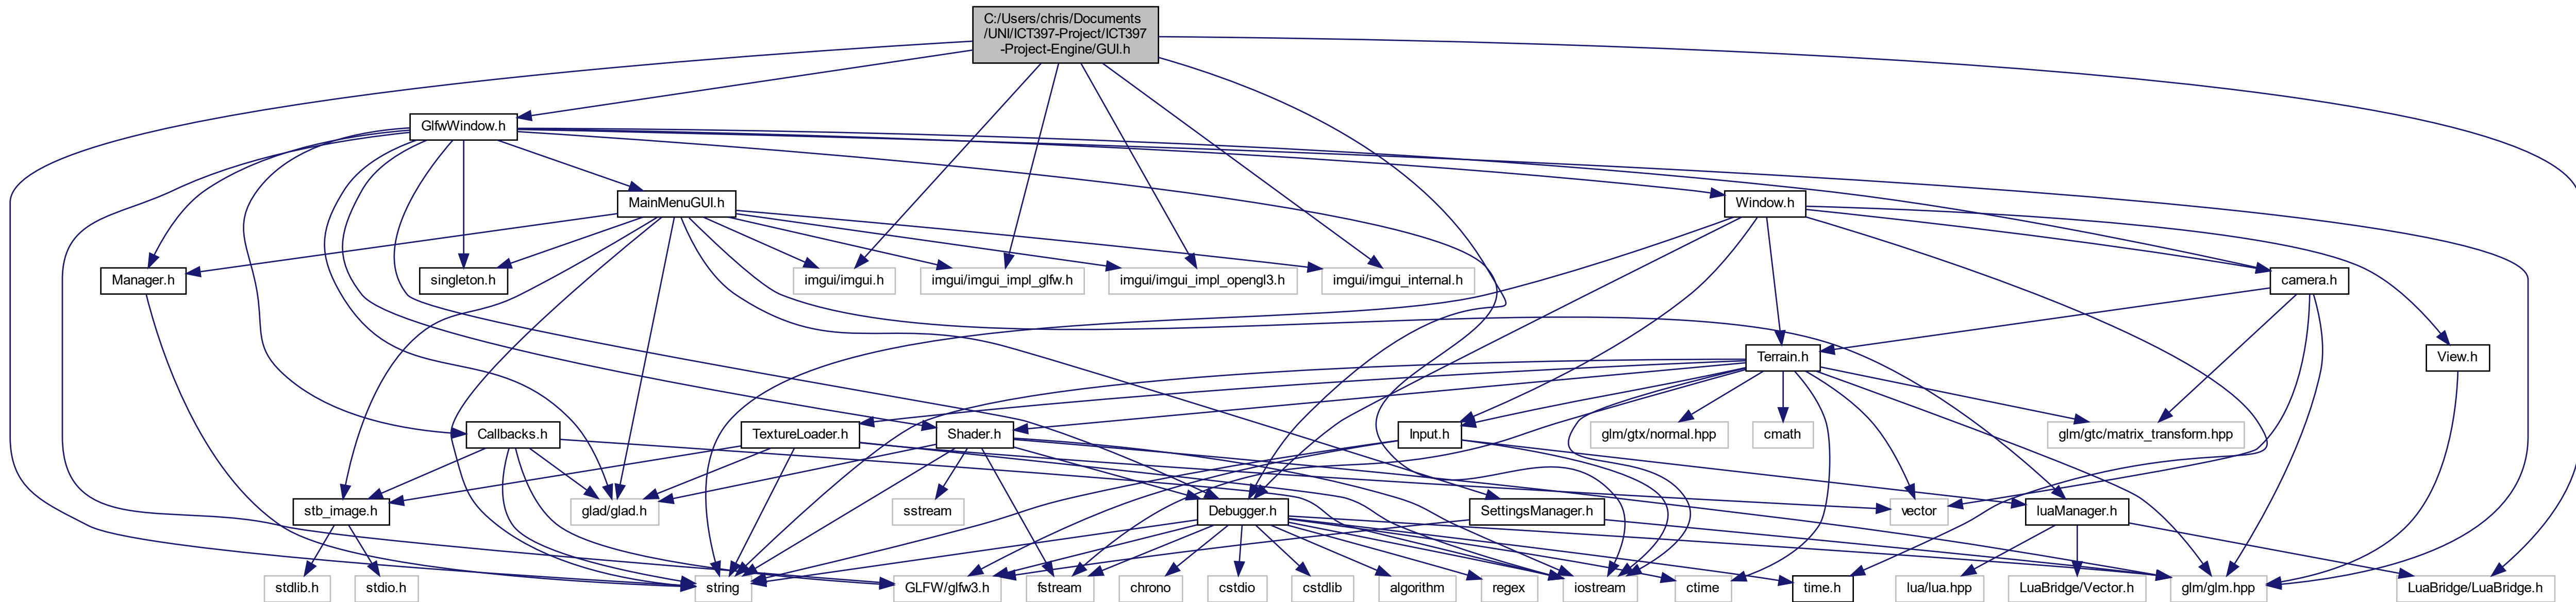 C:/Users/chris/Documents
/UNI/ICT397-Project/ICT397
-Project-Engine/GUI.h
GlfwWindow.h
MainMenuGUI.h
Window.h
Manager.h
singleton.h
imgui/imgui.h
imgui/imgui_impl_glfw.h
imgui/imgui_impl_opengl3.h
imgui/imgui_internal.h
camera.h
Terrain.h
View.h
Callbacks.h
TextureLoader.h
Shader.h
Input.h
glm/gtx/normal.hpp
cmath
glm/gtc/matrix_transform.hpp
stb_image.h
glad/glad.h
sstream
Debugger.h
SettingsManager.h
vector
luaManager.h
stdlib.h
stdio.h
string
GLFW/glfw3.h
fstream
chrono
cstdio
cstdlib
algorithm
regex
iostream
ctime
time.h
lua/lua.hpp
LuaBridge/Vector.h
glm/glm.hpp
LuaBridge/LuaBridge.h